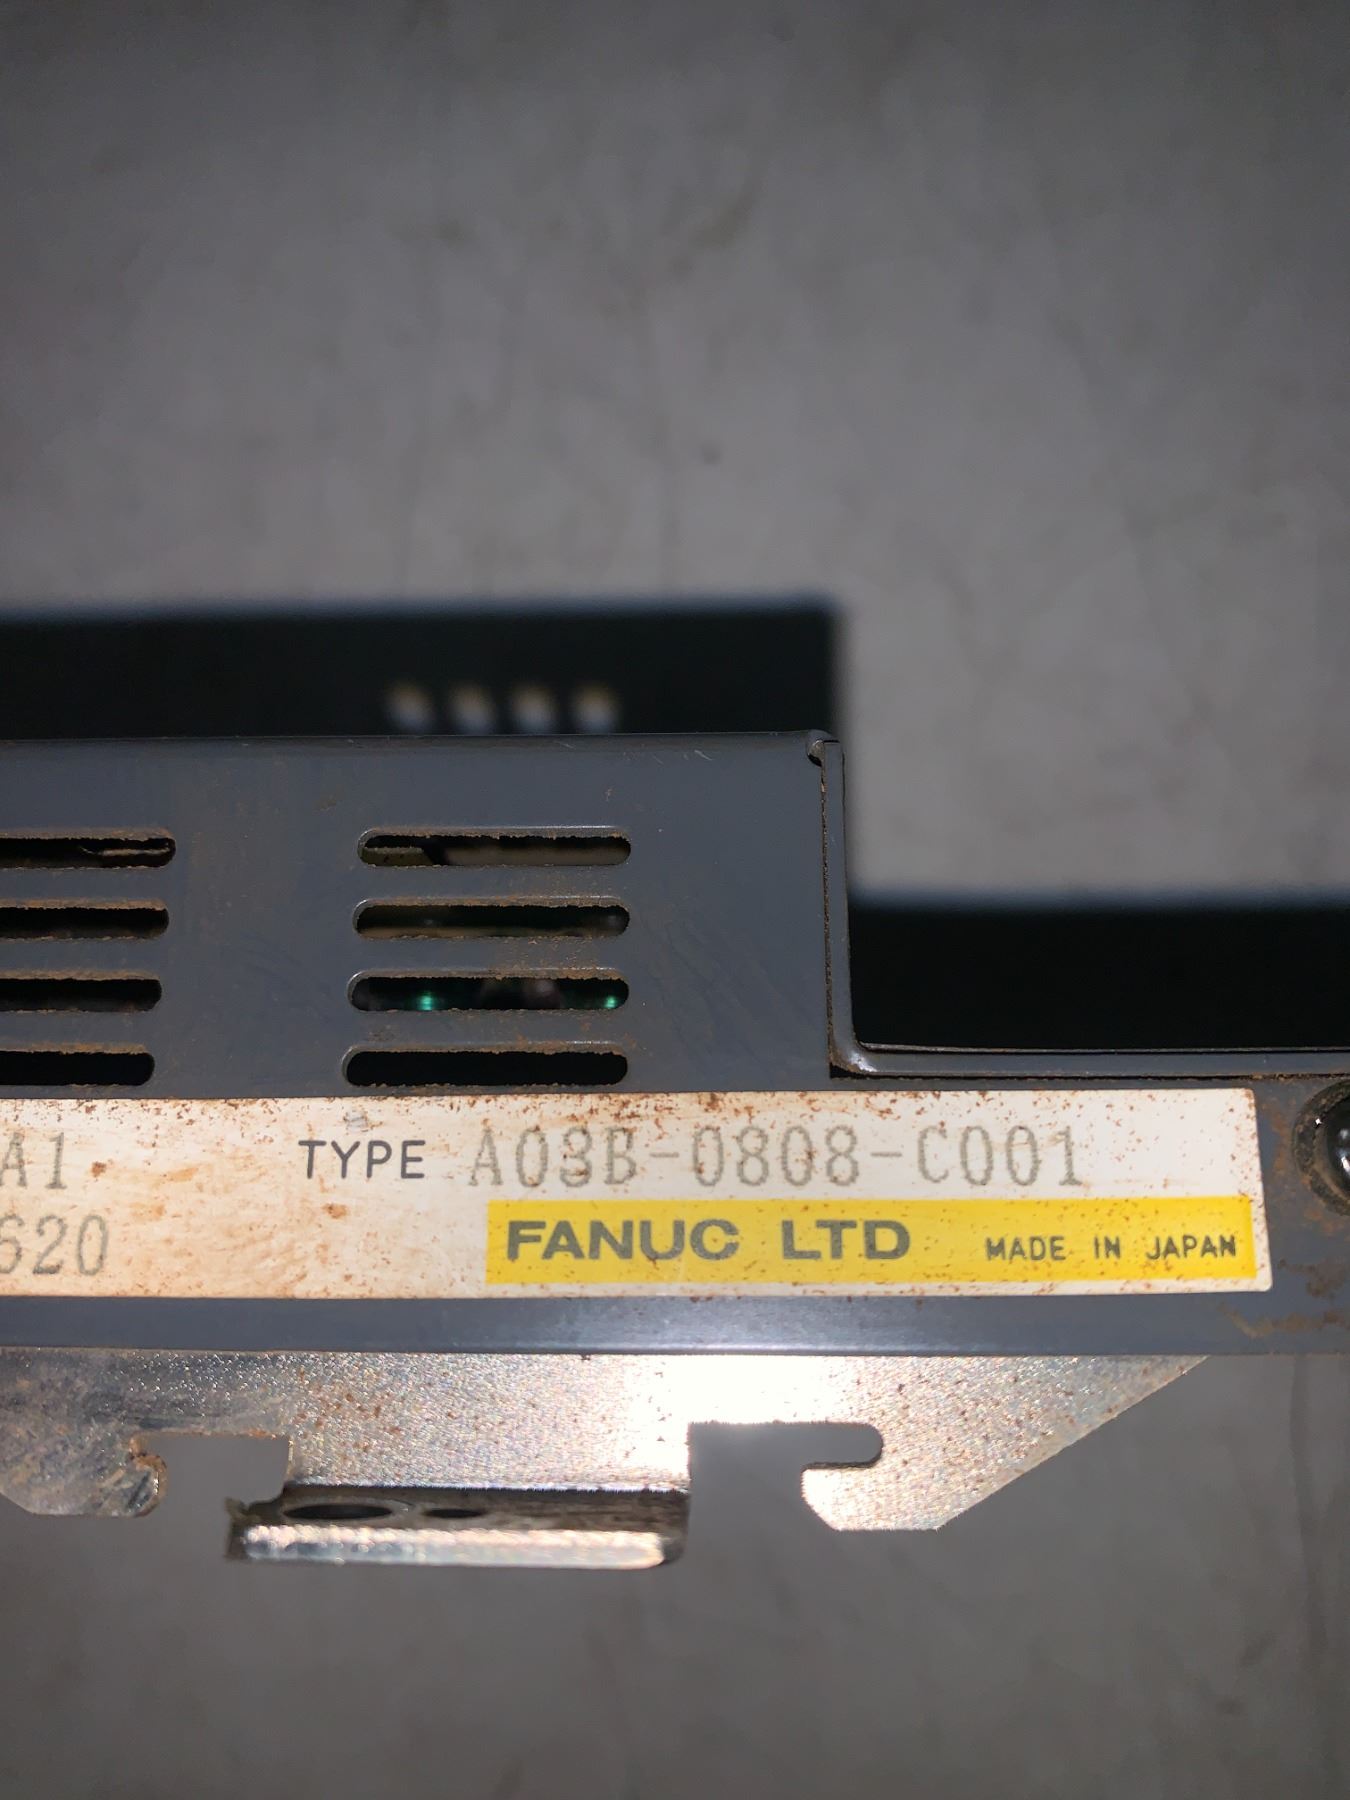 A1 TYPE A03B-0808-C001
620 FANUC LTD MADE IN JAPAN